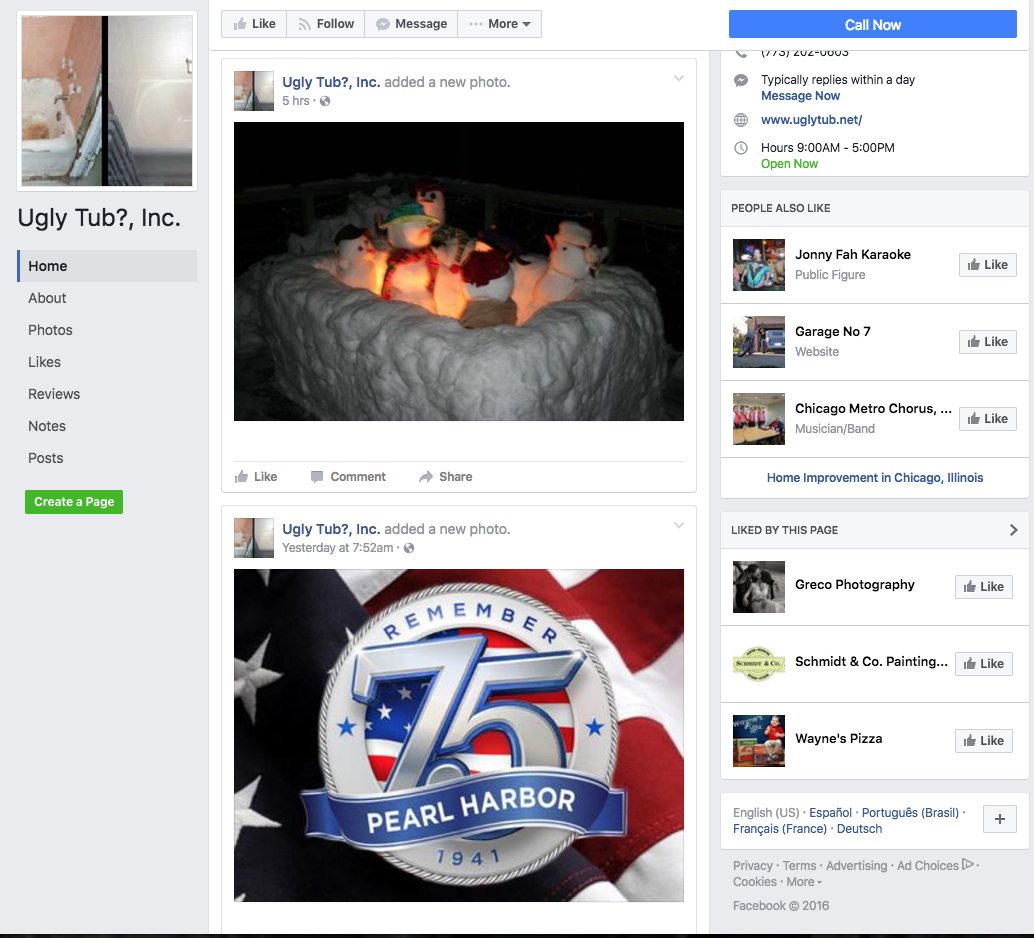 Like
Follow
Message
More
Call Now
Ugly Tub?, Inc.
Home
About
Photos
Likes
Reviews
Notes
Posts
Create a Page
Ugly Tub?, Inc. added a new photo.
5 hrs ·
Like
Comment
Share
Ugly Tub?, Inc. added a new photo.
Yesterday at 7:52am ·
REMEMBER
75
PEARL HARBOR
1941
(773) 202-0603
Typically replies within a day
Message Now
www.uglytub.net/
Hours 9:00AM - 5:00PM
Open Now
PEOPLE ALSO LIKE
Jonny Fah Karaoke
Public Figure
Like
Garage No 7
Website
Like
Chicago Metro Chorus, ...
Musician/Band
Like
Home Improvement in Chicago, Illinois
LIKED BY THIS PAGE
Greco Photography
Like
SCHMIDT & CO.
Schmidt & Co. Painting...
Like
Wayne's
Wayne's Pizza
Like
English (US) · Español · Português (Brasil) ·
Français (France) · Deutsch
Privacy · Terms · Advertising · Ad Choices ·
Cookies · More
Facebook © 2016